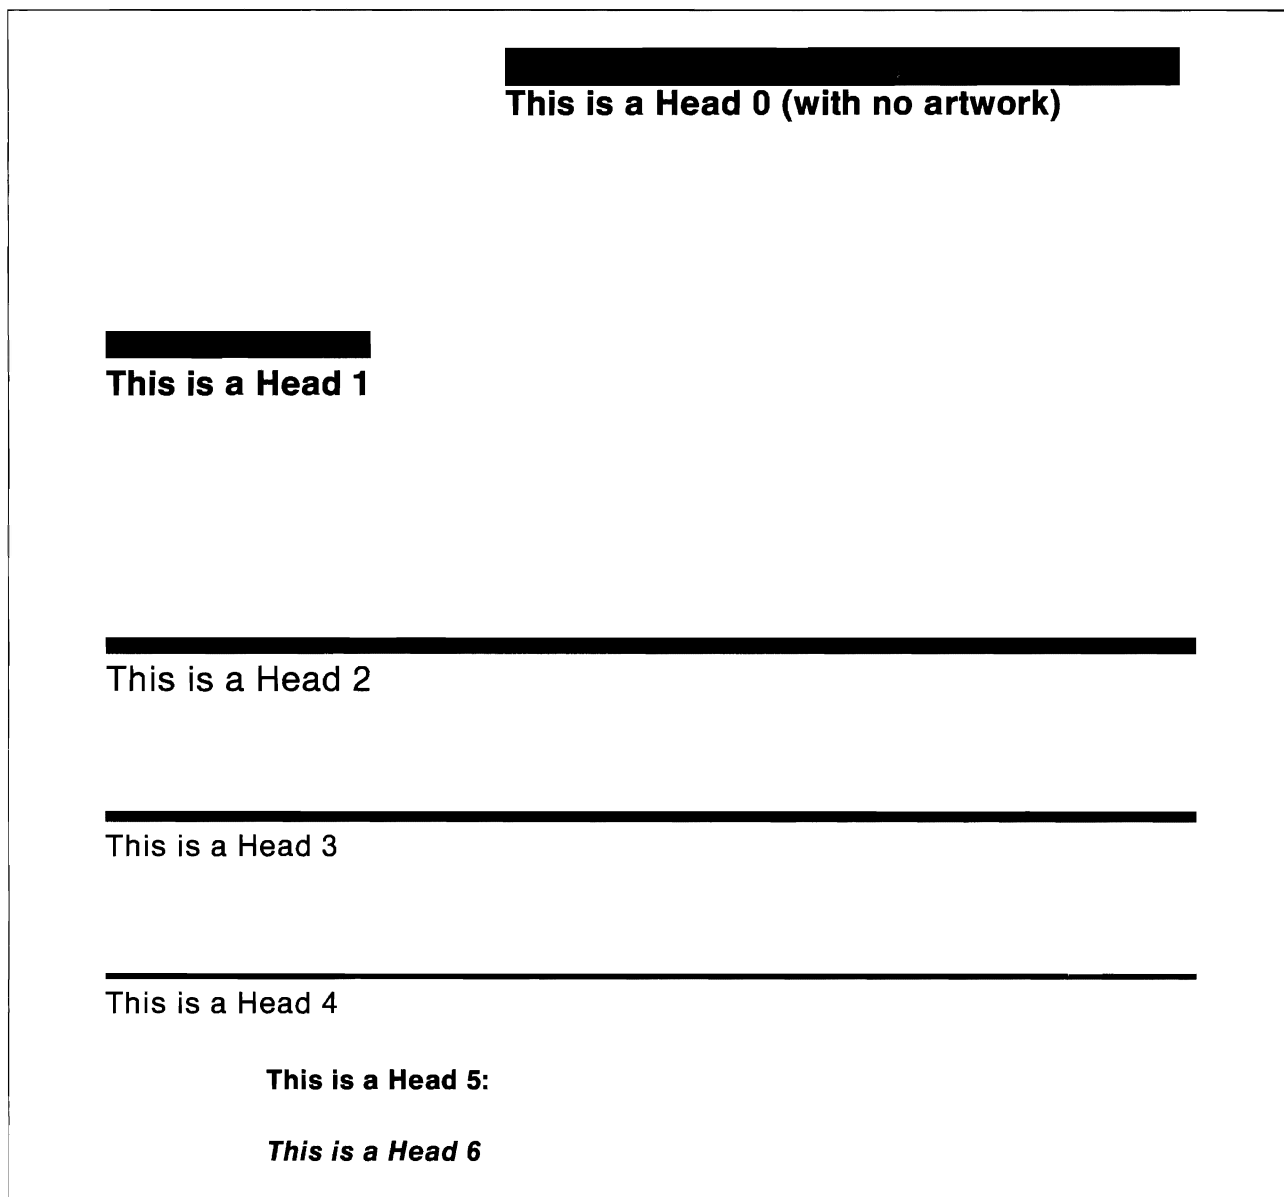 This is a Head 0 (with no artwork)
This is a Head 1
This is a Head 2
This is a Head 3
This is a Head 4
This is a Head 5:
This is a Head 6